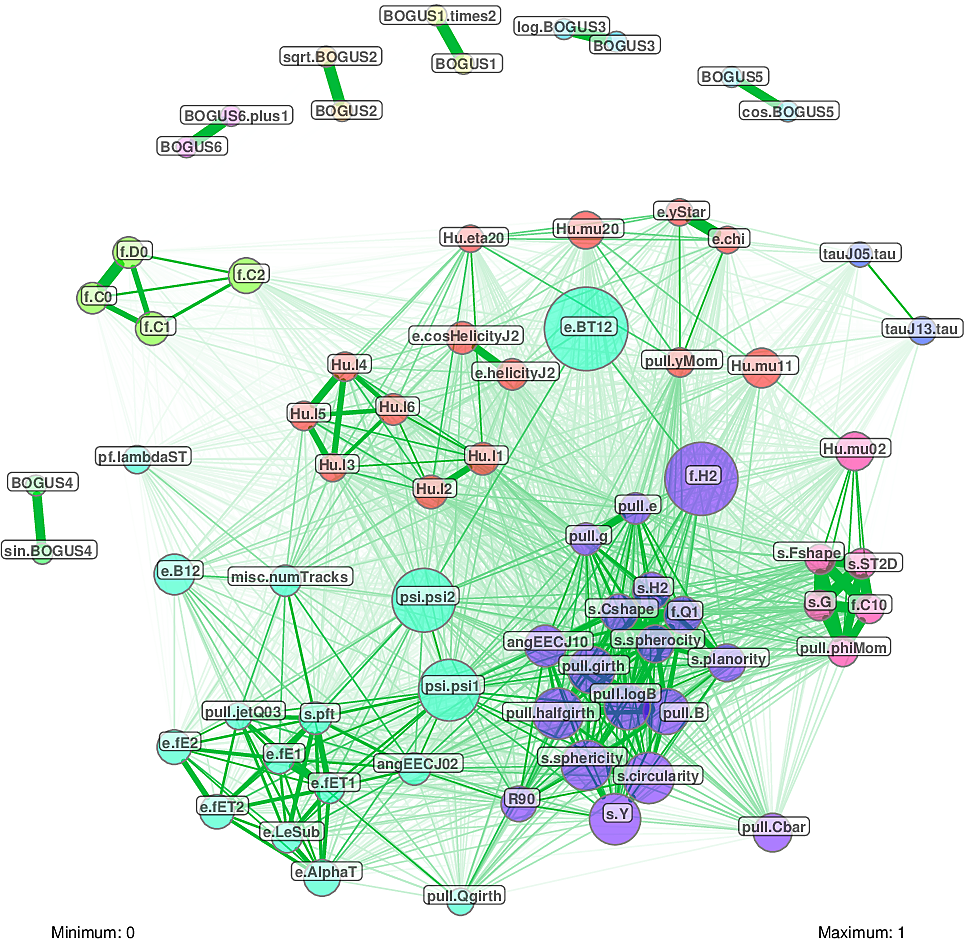 BOGUS1.times2
log.BOGUS3
BOGUS3
sqrt.BOGUS2
BOGUS1
BOGUS5
cos.BOGUS5
BOGUS2
BOGUS6.plus1
BOGUS6
e.yStar
Hu.mu20
Hu.eta20
e.chi
f.D0
tauJ05.tau
f.C2
f.C0
f.C1
e.BT12
tauJ13.tau
e.cosHelicityJ2
pull.yMom
Hu.I4
Hu.mu11
e.helicityJ2
Hu.I6
Hu.I5
Hu.mu02
pf.lambdaST
Hu.I1
Hu.I3
f.H2
BOGUS4
Hu.I2
pull.e
pull.g
sin.BOGUS4
s.Fshape
s.ST2D
e.B12
misc.numTracks
s.H2
psi.psi2
s.G
f.C10
s.Cshape
f.Q1
angEECJ10
s.spherocity
pull.phiMom
s.planority
pull.girth
psi.psi1
pull.logB
pull.jetQ03
s.pft
pull.halfgirth
pull.B
e.fE2
e.fE1
s.sphericity
angEECJ02
s.circularity
e.fET1
R90
e.fET2
s.Y
pull.Cbar
e.LeSub
e.AlphaT
pull.Qgirth
Minimum: 0
Maximum: 1